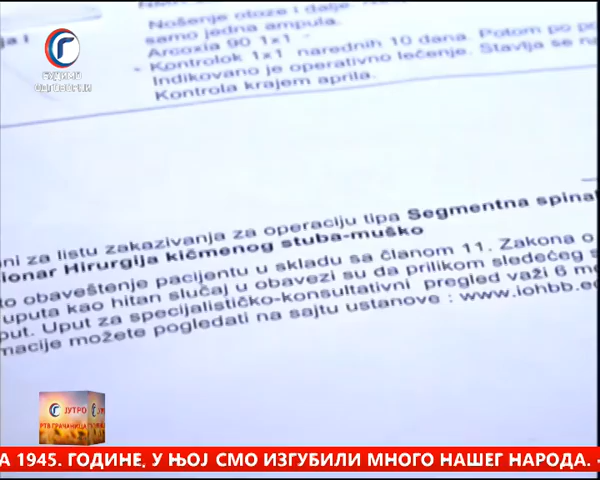 Nošenje otoze i dalje.
samo jedna ampula.
Arcoxia 90 1x1 -
- Kontrolok 1x1 narednih 10 dana. Potom po
Indikovano je operativno lečenje. Stavlja se
Kontrola krajem aprila.
БУДИМО
ОДГОВОРНИ
za listu zakazivanja za operaciju tipa Segmentna
Hirurgija kičmenog stuba-muško
obaveštenje pacijentu u skladu sa članom 11. Zakona o
uputa kao hitan slučaj u obavezi su da prilikom sledećeg
Uput za specijalističko-konsultativni pregled važi 6
možete pogledati na sajtu ustanove : www.iohbb.e
ЈУТРО
РТВ ГРАЧАНИЦА
А 1945. ГОДИНЕ, У ЊОЈ СМО ИЗГУБИЛИ МНОГО НАШЕГ НАРОДА. -